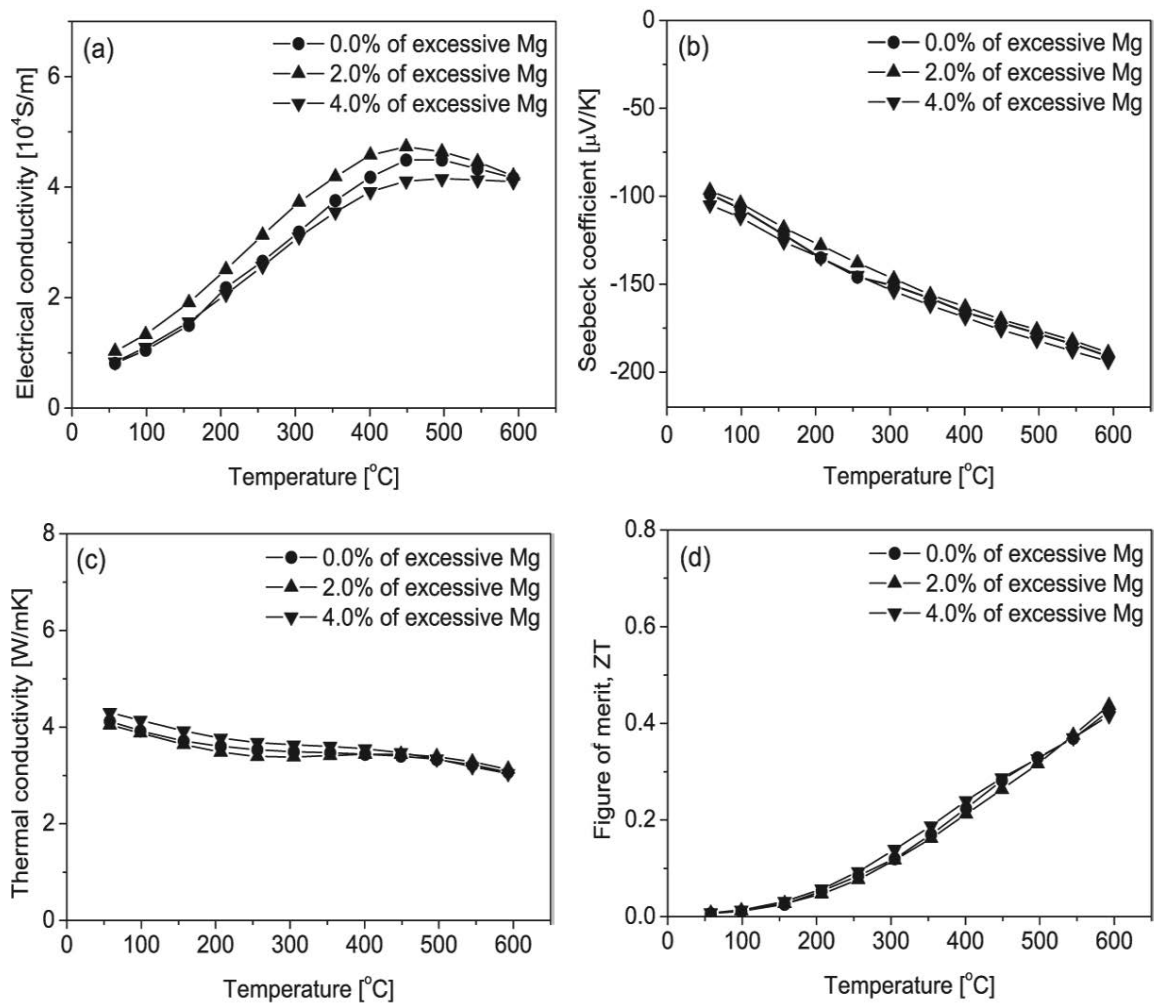 (a)
0.0% of excessive Mg
2.0% of excessive Mg
4.0% of excessive Mg
Electrical conductivity [10⁴S/m]
6
4
2
0
0 100 200 300 400 500 600
Temperature [°C]
(b)
0.0% of excessive Mg
2.0% of excessive Mg
4.0% of excessive Mg
Seebeck coefficient [µV/K]
0
-50
-100
-150
-200
0 100 200 300 400 500 600
Temperature [°C]
(c)
0.0% of excessive Mg
2.0% of excessive Mg
4.0% of excessive Mg
Thermal conductivity [W/mK]
8
6
4
2
0
0 100 200 300 400 500 600
Temperature [°C]
(d)
0.0% of excessive Mg
2.0% of excessive Mg
4.0% of excessive Mg
Figure of merit, ZT
0.8
0.6
0.4
0.2
0.0
0 100 200 300 400 500 600
Temperature [°C]